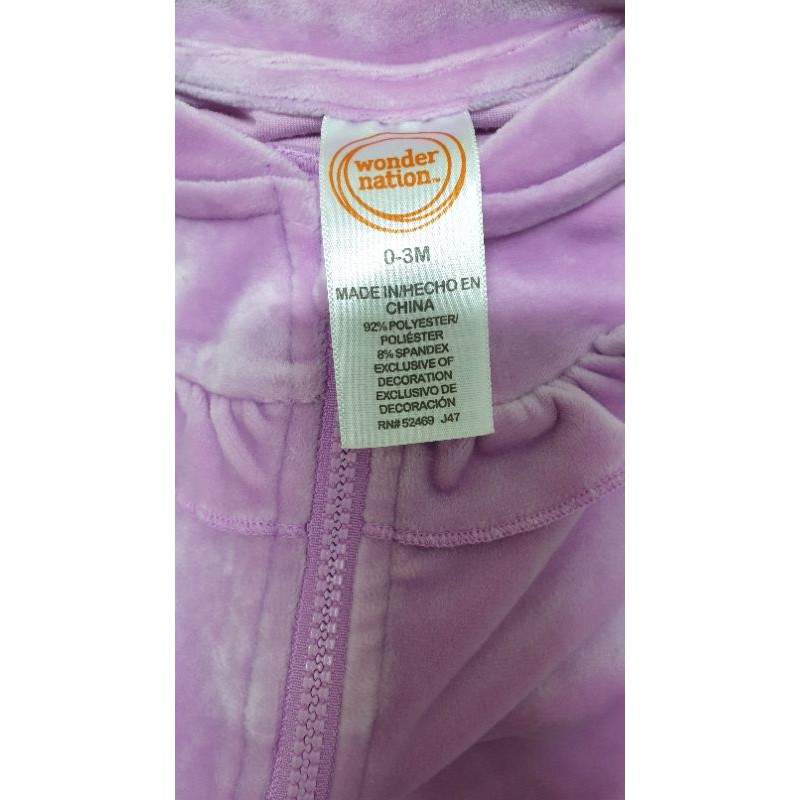 wonder
nation™
0-3M
MADE IN/HECHO EN
CHINA
92% POLYESTER/
POLIÉSTER
8% SPANDEX
EXCLUSIVE OF
DECORATION
EXCLUSIVO DE
DECORACIÓN
RN# 52469 J47